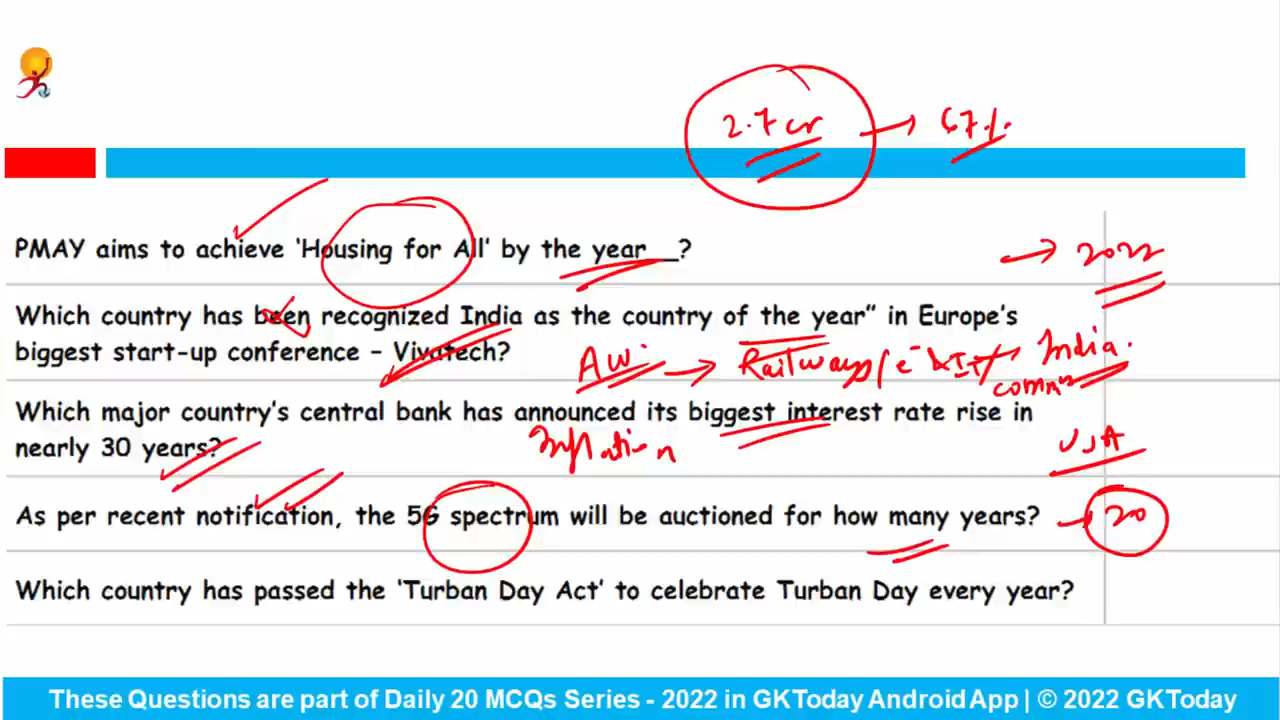 2.7 cr → 67%
PMAY aims to achieve 'Housing for All' by the year __? → 2022
Which country has been recognized India as the country of the year" in Europe's
biggest start-up conference – Vivatech?
AW → Railways/e- & IT → India.
comm
Which major country's central bank has announced its biggest interest rate rise in
nearly 30 years?
Inflation
USA
As per recent notification, the 5G spectrum will be auctioned for how many years? → 20
Which country has passed the 'Turban Day Act' to celebrate Turban Day every year?
These Questions are part of Daily 20 MCQs Series - 2022 in GKToday Android App | © 2022 GKToday